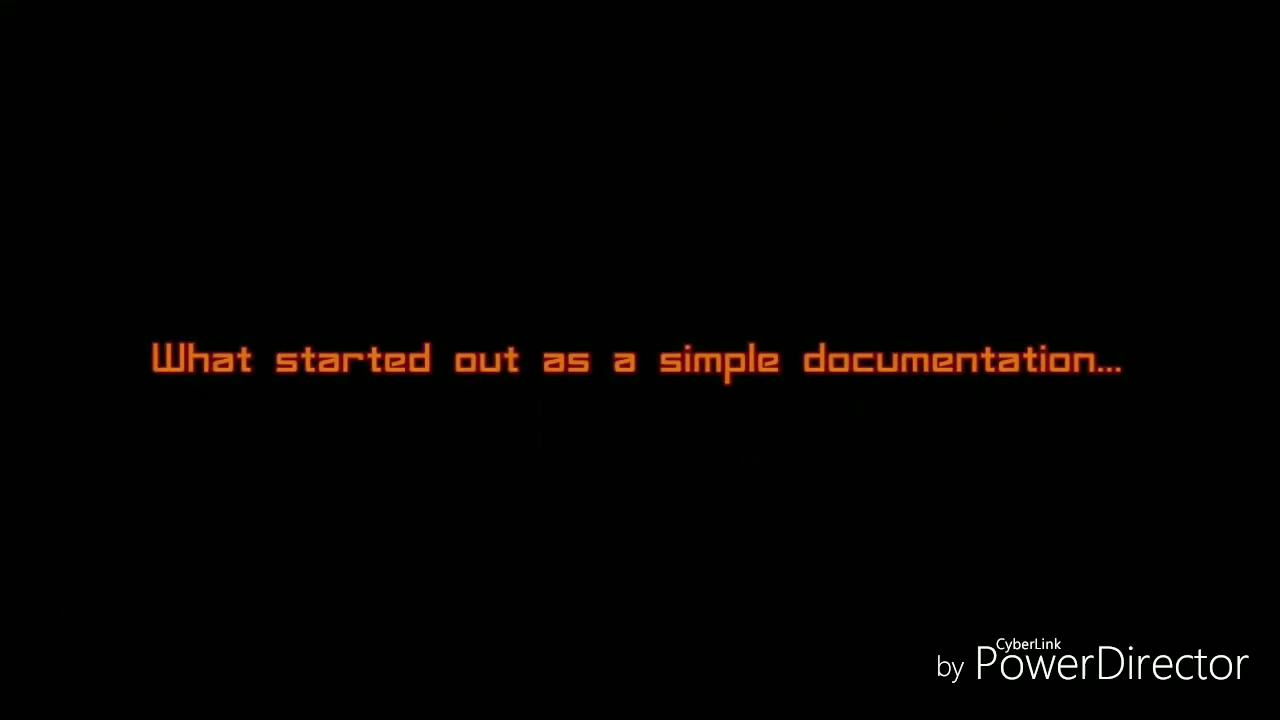 What started out as a simple documentation...
CyberLink
by PowerDirector